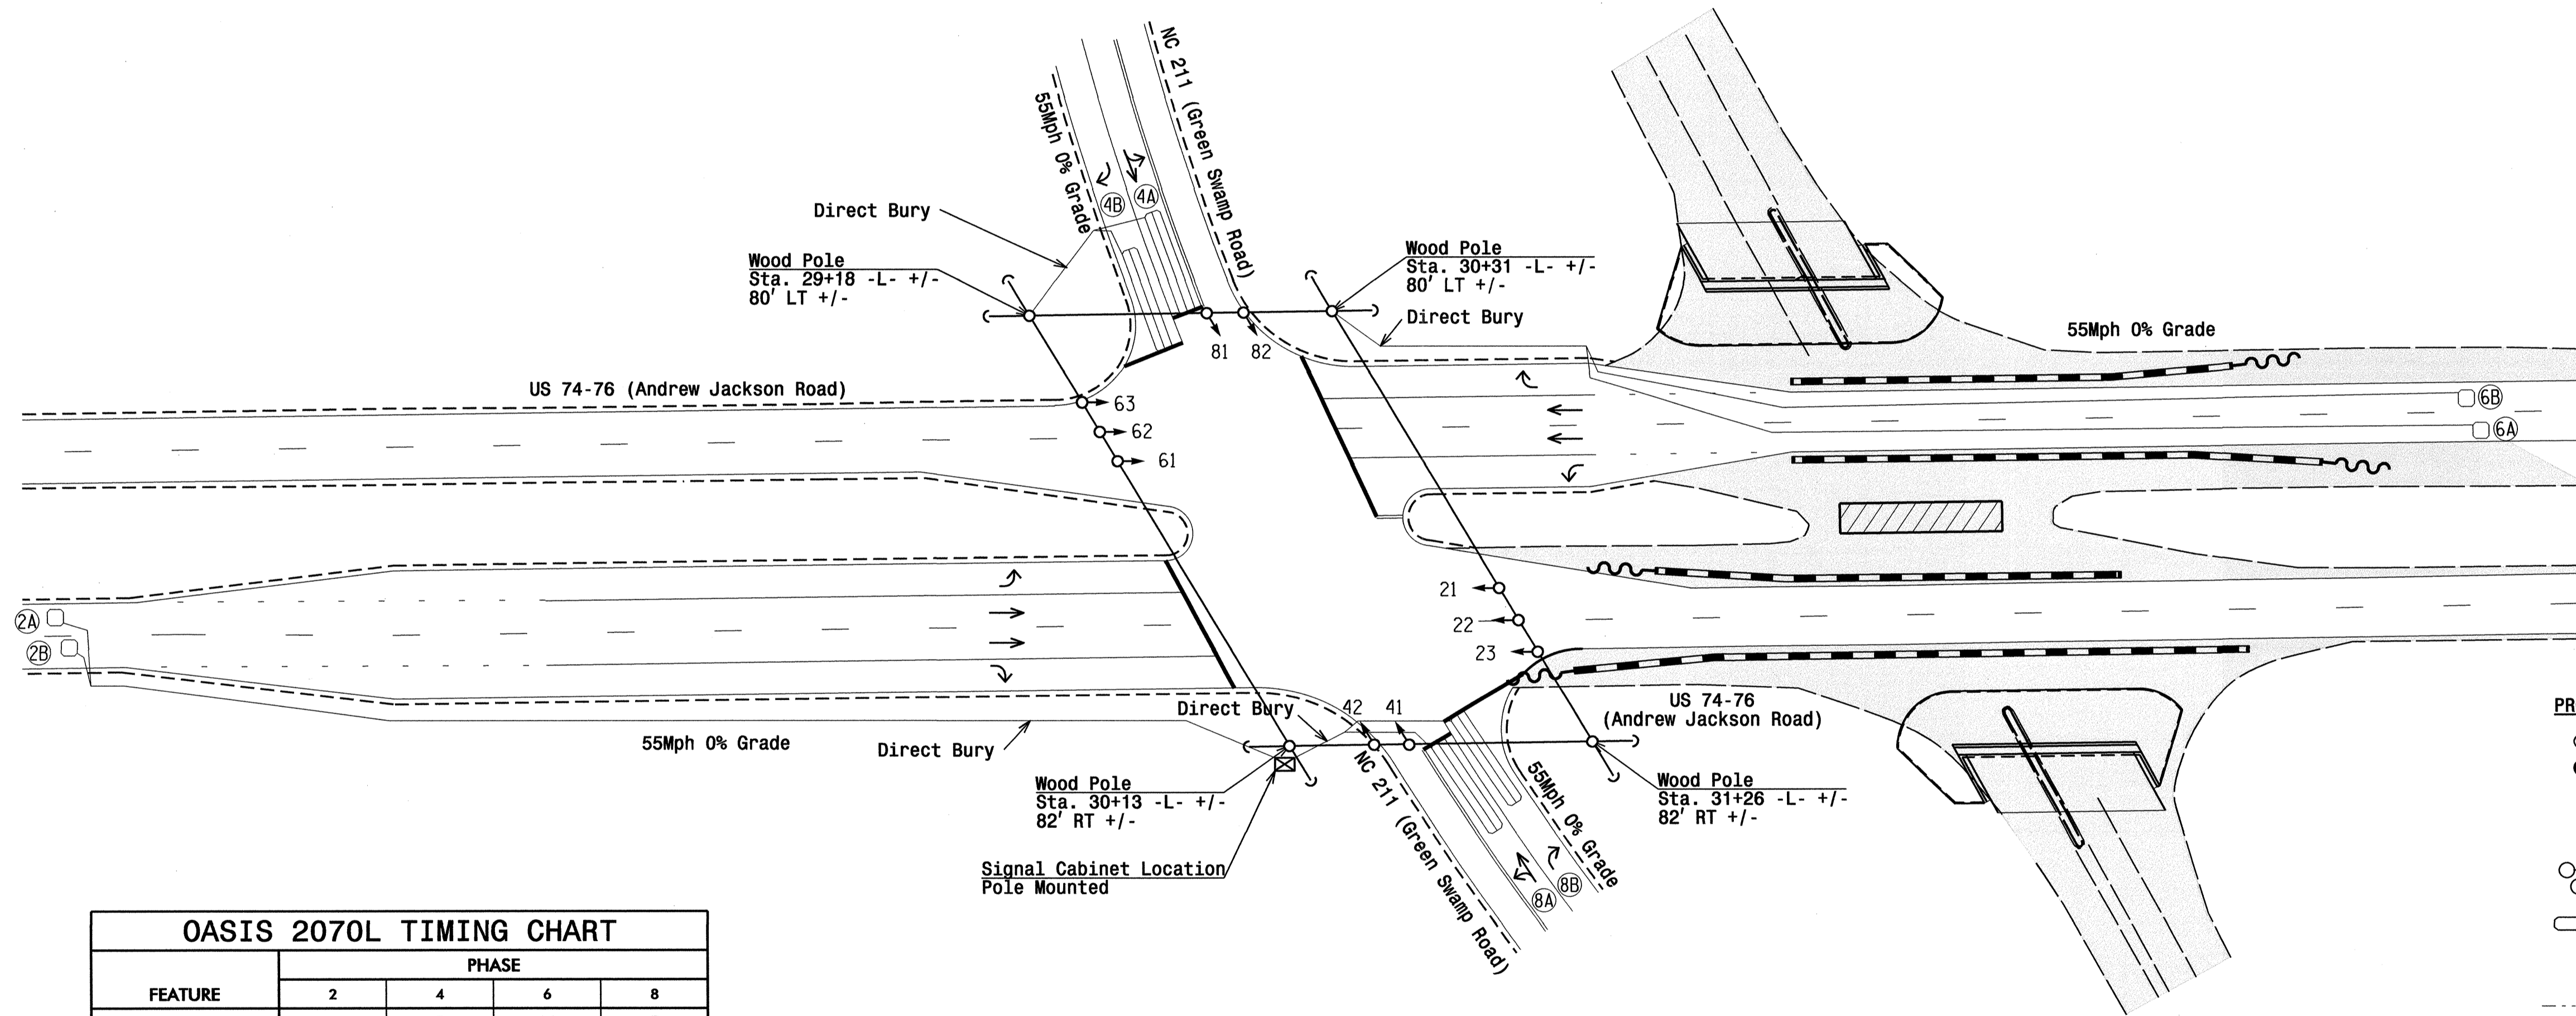 NC 211 (Green Swamp Road)
55Mph 0% Grade
4B
4A
Direct Bury
Wood Pole
Sta. 29+18 -L- +/-
80' LT +/-
Wood Pole
Sta. 30+31 -L- +/-
80' LT +/-
Direct Bury
81
82
55Mph 0% Grade
US 74-76 (Andrew Jackson Road)
63
62
61
6B
6A
2A
2B
21
22
23
42
41
Direct Bury
55Mph 0% Grade
Direct Bury
US 74-76
(Andrew Jackson Road)
PR
Wood Pole
Sta. 30+13 -L- +/-
82' RT +/-
NC 211 (Green Swamp Road)
55Mph 0% Grade
Wood Pole
Sta. 31+26 -L- +/-
82' RT +/-
Signal Cabinet Location
Pole Mounted
8A
8B
OASIS 2070L TIMING CHART
PHASE
FEATURE
2
4
6
8